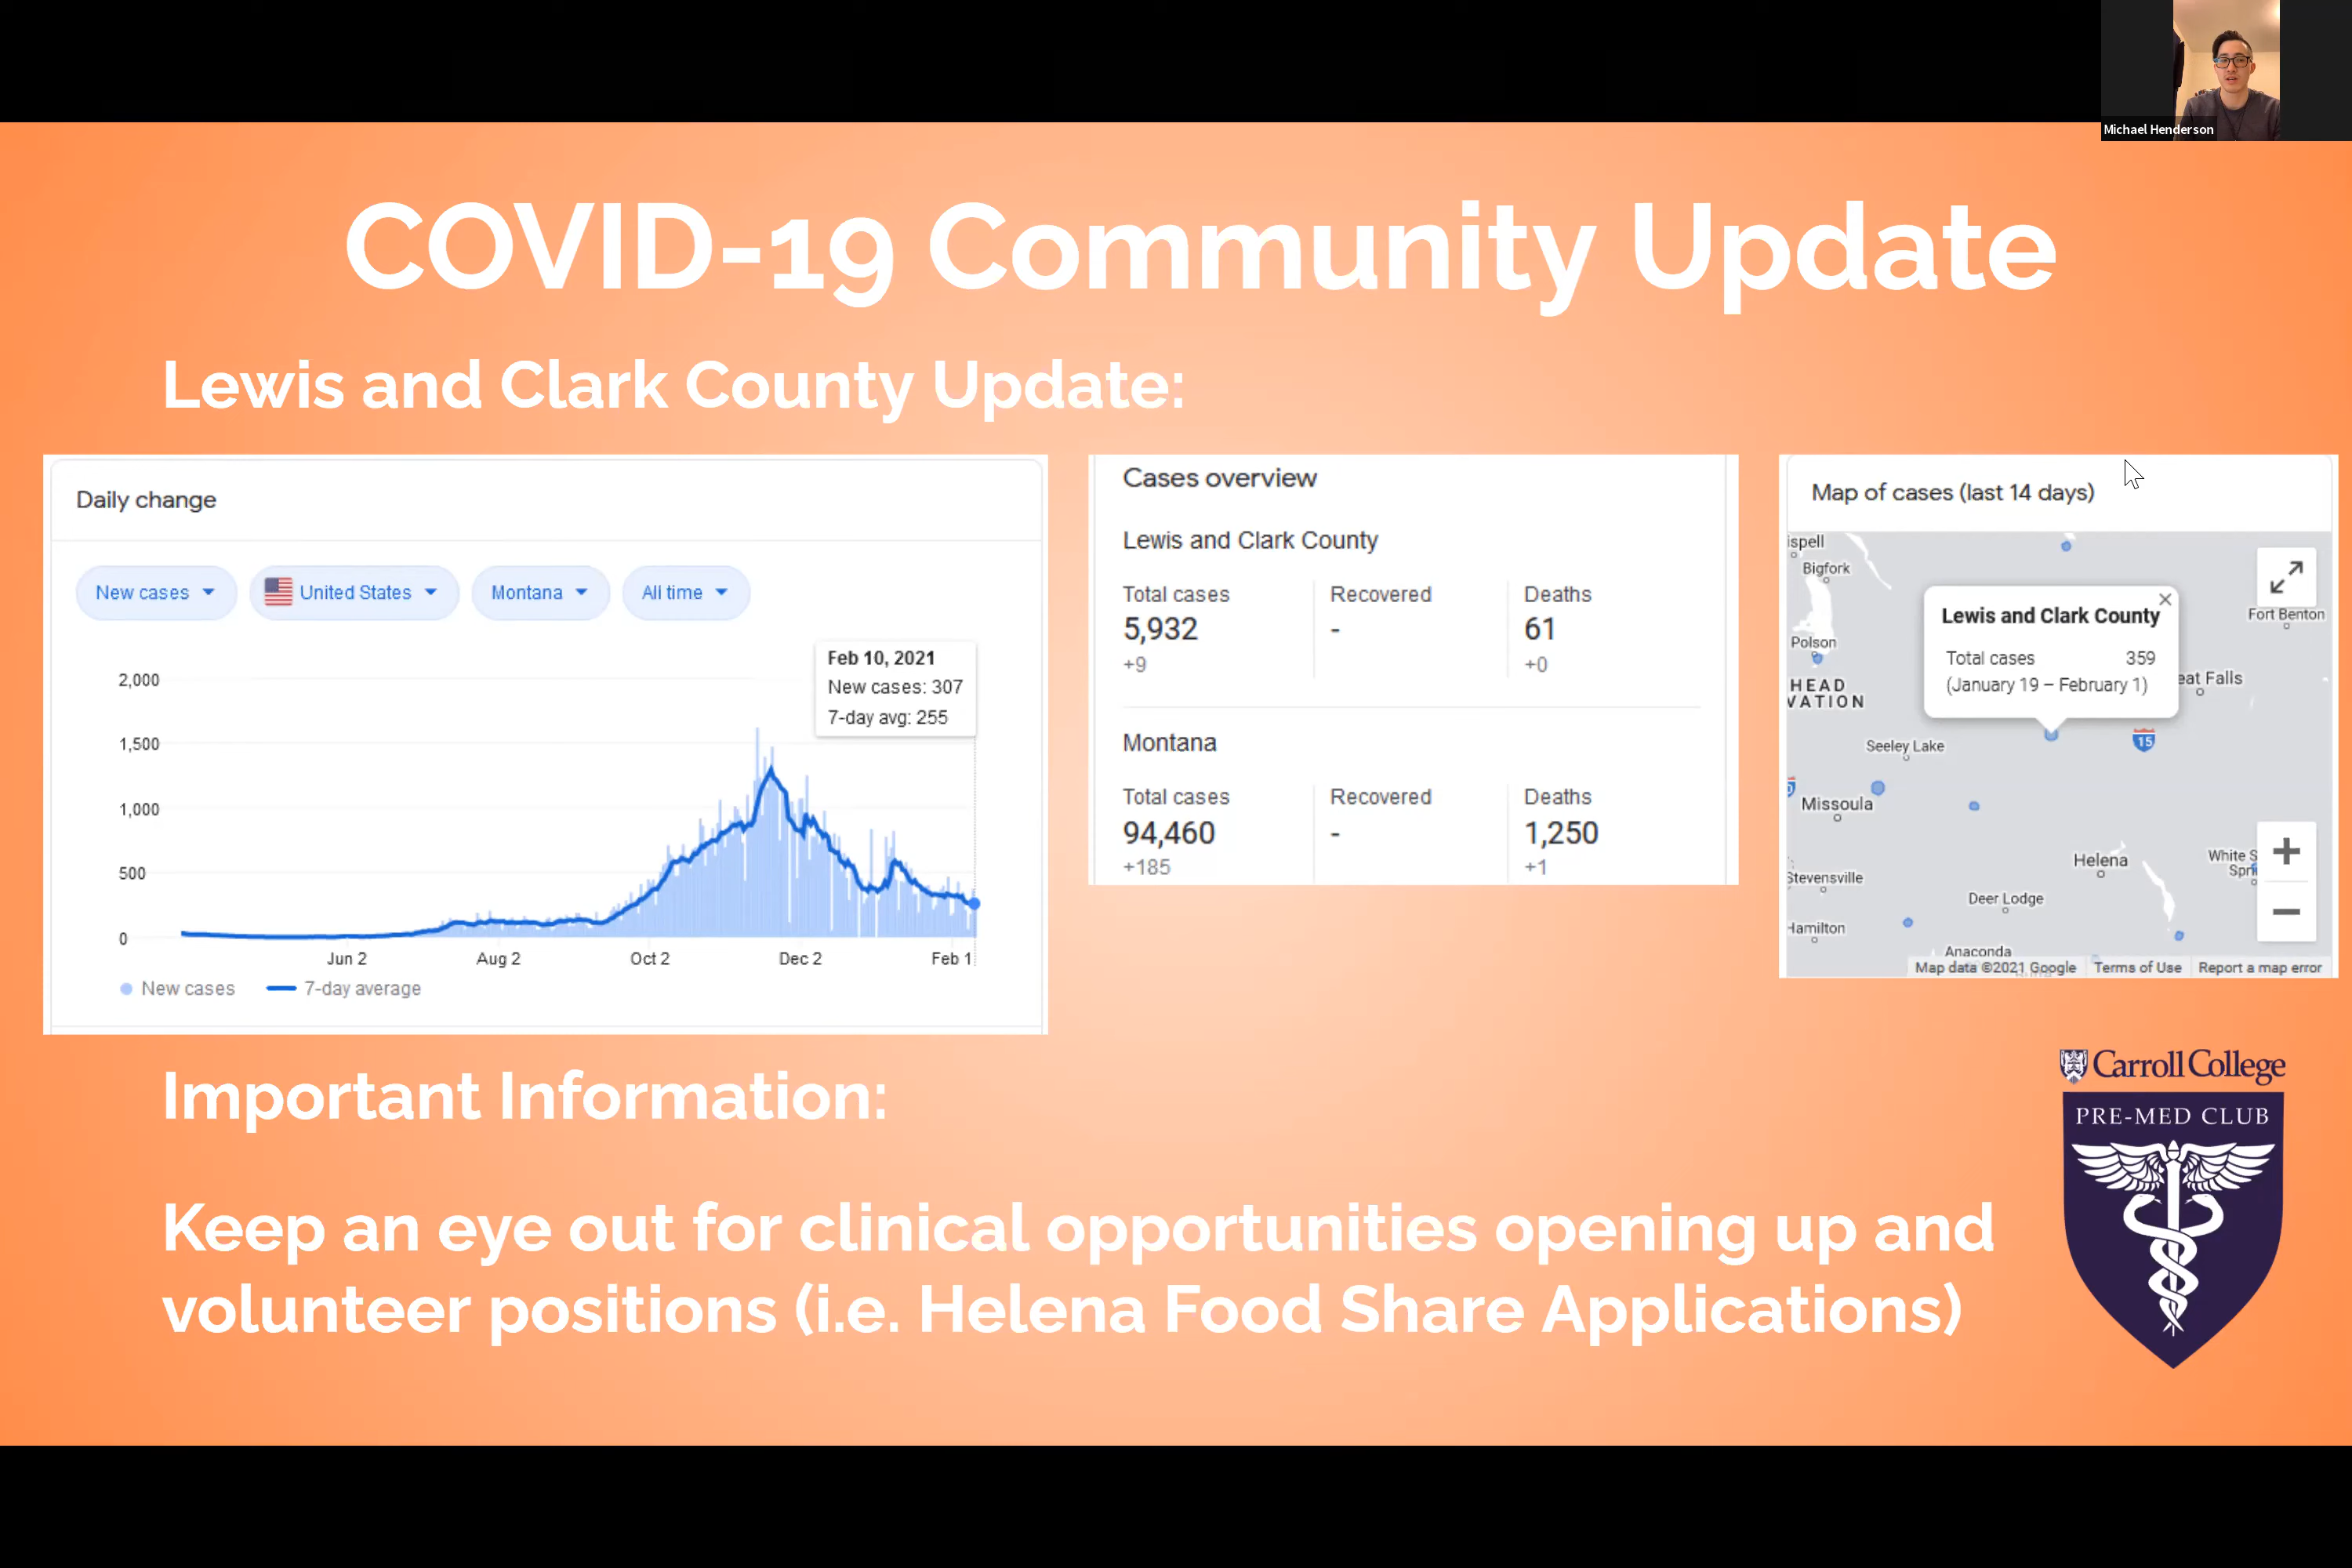 Michael Henderson
COVID-19 Community Update
Lewis and Clark County Update:
Daily change
New cases
United States
Montana
All time
Feb 10, 2021
New cases: 307
7-day avg: 255
2,000
1,500
1,000
500
0
Jun 2
Aug 2
Oct 2
Dec 2
Feb 1
New cases
7-day average
Cases overview
Lewis and Clark County
Total cases
Recovered
Deaths
5,932
-
61
+9
+0
Montana
Total cases
Recovered
Deaths
94,460
-
1,250
+185
+1
Map of cases (last 14 days)
ispell
Bigfork
Fort Benton
Polson
HEAD
VATION
Lewis and Clark County
Total cases 359
(January 19 – February 1)
eat Falls
Seeley Lake
15
Missoula
Helena
White S
Spri
Stevensville
Deer Lodge
Hamilton
Anaconda
Map data ©2021 Google
Terms of Use
Report a map error
Important Information:
Keep an eye out for clinical opportunities opening up and
volunteer positions (i.e. Helena Food Share Applications)
Carroll College
PRE-MED CLUB